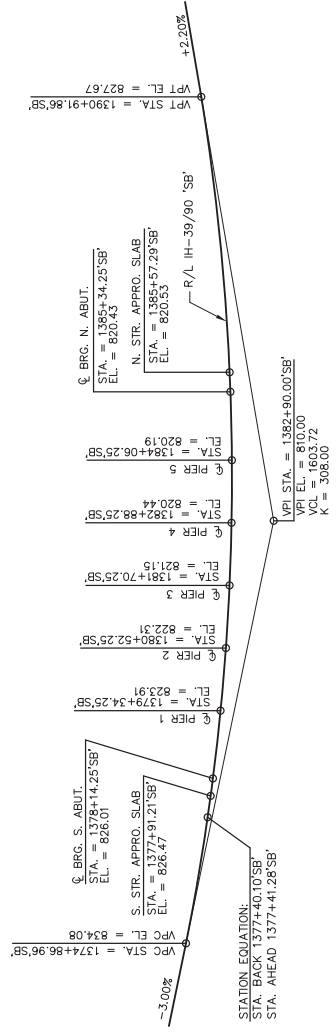 -3.00%
VPC STA. = 1374+86.96'SB'
VPC EL. = 834.08
STATION EQUATION:
STA. BACK 1377+40.10'SB'
STA. AHEAD 1377+41.28'SB'
S. STR. APPRO. SLAB
STA. = 1377+91.21'SB'
EL. = 826.47
℄ BRG. S. ABUT.
STA. = 1378+14.25'SB'
EL. = 826.01
℄ PIER 1
STA. = 1379+34.25'SB'
EL. = 823.91
℄ PIER 2
STA. = 1380+52.25'SB'
EL. = 822.31
℄ PIER 3
STA. = 1381+70.25'SB'
EL. = 821.15
℄ PIER 4
STA. = 1382+88.25'SB'
EL. = 820.44
℄ PIER 5
STA. = 1384+06.25'SB'
EL. = 820.19
VPI STA. = 1382+90.00'SB'
VPI EL. = 810.00
VCL = 1603.72
K = 308.00
℄ BRG. N. ABUT.
STA. = 1385+34.25'SB'
EL. = 820.43
N. STR. APPRO. SLAB
STA. = 1385+57.29'SB'
EL. = 820.53
R/L IH-39/90 'SB'
VPT STA. = 1390+91.86'SB'
VPT EL. = 827.67
+2.20%